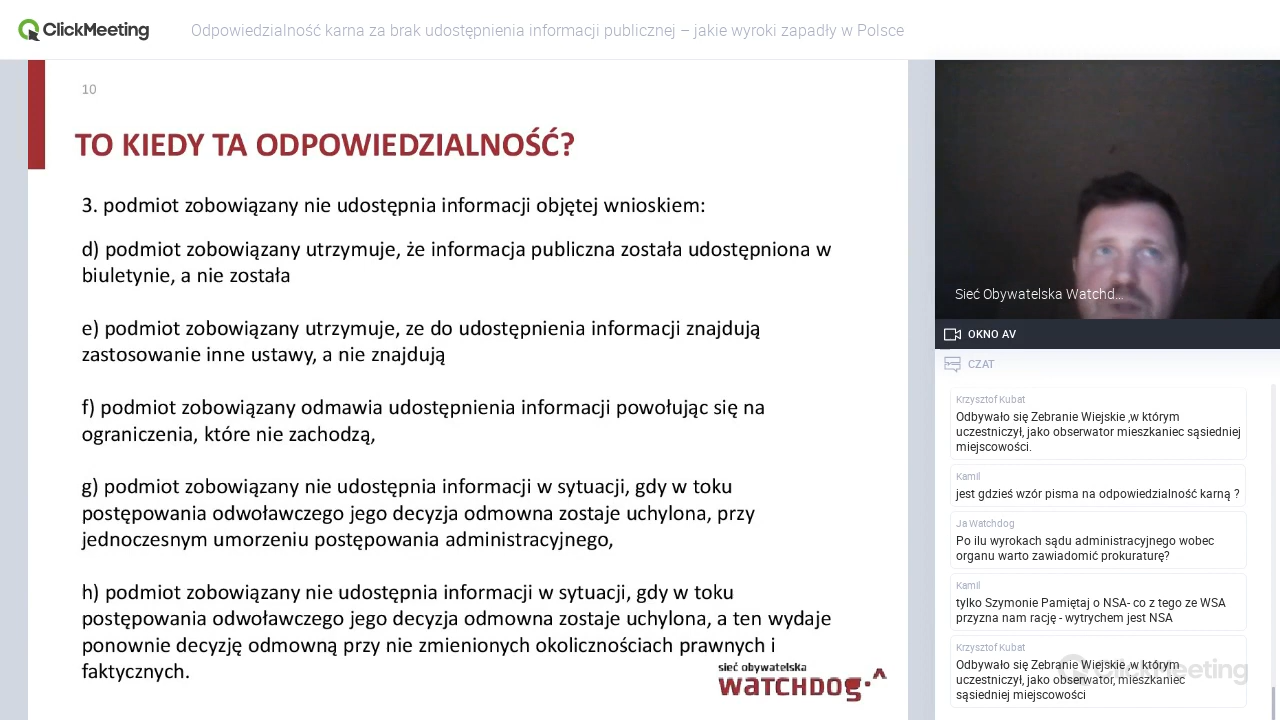 ClickMeeting
Odpowiedzialność karna za brak udostępnienia informacji publicznej – jakie wyroki zapadły w Polsce
10
TO KIEDY TA ODPOWIEDZIALNOŚĆ?
3. podmiot zobowiązany nie udostępnia informacji objętej wnioskiem:
d) podmiot zobowiązany utrzymuje, że informacja publiczna została udostępniona w
biuletynie, a nie została
e) podmiot zobowiązany utrzymuje, ze do udostępnienia informacji znajdują
zastosowanie inne ustawy, a nie znajdują
f) podmiot zobowiązany odmawia udostępnienia informacji powołując się na
ograniczenia, które nie zachodzą,
g) podmiot zobowiązany nie udostępnia informacji w sytuacji, gdy w toku
postępowania odwoławczego jego decyzja odmowna zostaje uchylona, przy
jednoczesnym umorzeniu postępowania administracyjnego,
h) podmiot zobowiązany nie udostępnia informacji w sytuacji, gdy w toku
postępowania odwoławczego jego decyzja odmowna zostaje uchylona, a ten wydaje
ponownie decyzję odmowną przy nie zmienionych okolicznościach prawnych i
faktycznych.
sieć obywatelska
WATCHDOG
Sieć Obywatelska Watchd...
OKNO AV
CZAT
Krzysztof Kubat
Odbywało się Zebranie Wiejskie ,w którym
uczestniczył, jako obserwator mieszkaniec sąsiedniej
miejscowości.
Kamil
jest gdzieś wzór pisma na odpowiedzialność karną ?
Ja Watchdog
Po ilu wyrokach sądu administracyjnego wobec
organu warto zawiadomić prokuraturę?
Kamil
tylko Szymonie Pamiętaj o NSA- co z tego ze WSA
przyzna nam rację - wytrychem jest NSA
Krzysztof Kubat
Odbywało się Zebranie Wiejskie ,w którym
uczestniczył, jako obserwator, mieszkaniec
sąsiedniej miejscowości
ClickMeeting